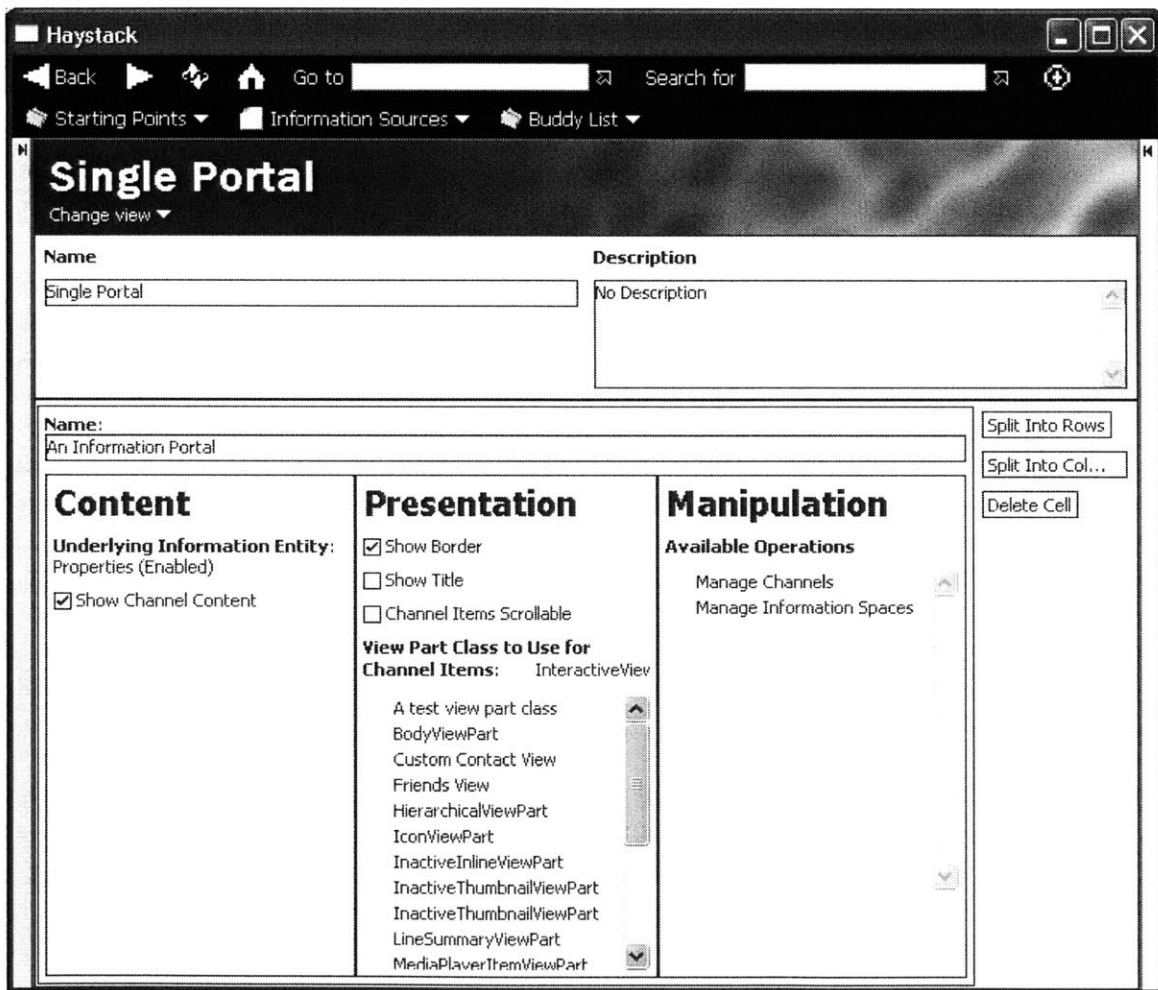 Haystack
Back Go to Search for
Starting Points Information Sources Buddy List
Single Portal
Change view
Name
Single Portal
Description
No Description
Name:
An Information Portal
Split Into Rows
Split Into Col...
Delete Cell
Content
Underlying Information Entity:
Properties (Enabled)
Show Channel Content
Presentation
Show Border
Show Title
Channel Items Scrollable
View Part Class to Use for
Channel Items: InteractiveView
A test view part class
BodyViewPart
Custom Contact View
Friends View
HierarchicalViewPart
IconViewPart
InactiveInlineViewPart
InactiveThumbnailViewPart
InactiveThumbnailViewPart
LineSummaryViewPart
MediaPlayerItemViewPart
Manipulation
Available Operations
Manage Channels
Manage Information Spaces